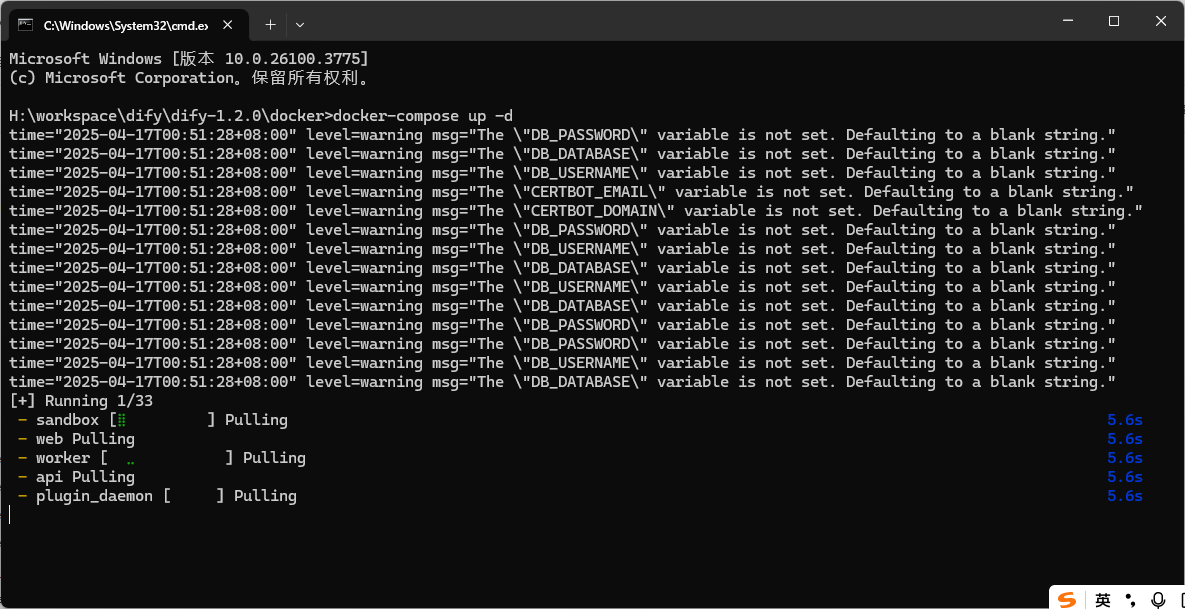 C:\Windows\System32\cmd.ex
Microsoft Windows [版本 10.0.26100.3775]
(c) Microsoft Corporation。保留所有权利。
H:\workspace\dify\dify-1.2.0\docker>docker-compose up -d
time="2025-04-17T00:51:28+08:00" level=warning msg="The \"DB_PASSWORD\" variable is not set. Defaulting to a blank string."
time="2025-04-17T00:51:28+08:00" level=warning msg="The \"DB_DATABASE\" variable is not set. Defaulting to a blank string."
time="2025-04-17T00:51:28+08:00" level=warning msg="The \"DB_USERNAME\" variable is not set. Defaulting to a blank string."
time="2025-04-17T00:51:28+08:00" level=warning msg="The \"CERTBOT_EMAIL\" variable is not set. Defaulting to a blank string."
time="2025-04-17T00:51:28+08:00" level=warning msg="The \"CERTBOT_DOMAIN\" variable is not set. Defaulting to a blank string."
time="2025-04-17T00:51:28+08:00" level=warning msg="The \"DB_PASSWORD\" variable is not set. Defaulting to a blank string."
time="2025-04-17T00:51:28+08:00" level=warning msg="The \"DB_USERNAME\" variable is not set. Defaulting to a blank string."
time="2025-04-17T00:51:28+08:00" level=warning msg="The \"DB_DATABASE\" variable is not set. Defaulting to a blank string."
time="2025-04-17T00:51:28+08:00" level=warning msg="The \"DB_USERNAME\" variable is not set. Defaulting to a blank string."
time="2025-04-17T00:51:28+08:00" level=warning msg="The \"DB_DATABASE\" variable is not set. Defaulting to a blank string."
time="2025-04-17T00:51:28+08:00" level=warning msg="The \"DB_PASSWORD\" variable is not set. Defaulting to a blank string."
time="2025-04-17T00:51:28+08:00" level=warning msg="The \"DB_PASSWORD\" variable is not set. Defaulting to a blank string."
time="2025-04-17T00:51:28+08:00" level=warning msg="The \"DB_USERNAME\" variable is not set. Defaulting to a blank string."
time="2025-04-17T00:51:28+08:00" level=warning msg="The \"DB_DATABASE\" variable is not set. Defaulting to a blank string."
[+] Running 1/33
- sandbox [⣿         ] Pulling 5.6s
- web Pulling 5.6s
- worker [  ⣀          ] Pulling 5.6s
- api Pulling 5.6s
- plugin_daemon [     ] Pulling 5.6s
S 英